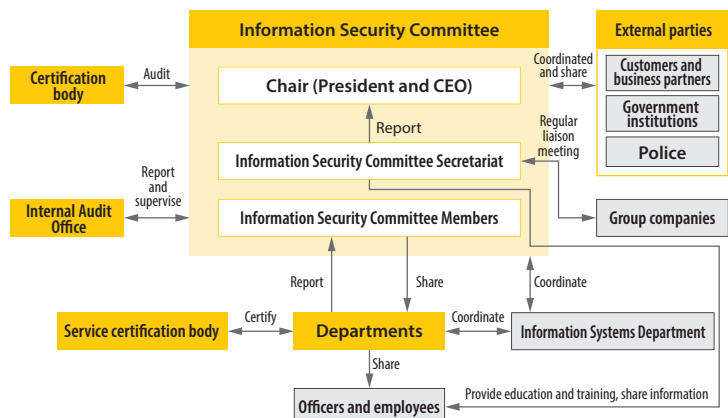 Information Security Committee
External parties
Certification
body
Audit
Chair (President and CEO)
Coordinated
and share
Customers and
business partners
Government
institutions
Police
Report
Regular
liaison
meeting
Information Security Committee Secretariat
Report
and
supervise
Internal Audit
Office
Information Security Committee Members
Group companies
Report
Share
Coordinate
Service certification body
Certify
Departments
Coordinate
Information Systems Department
Share
Officers and employees
Provide education and training, share information